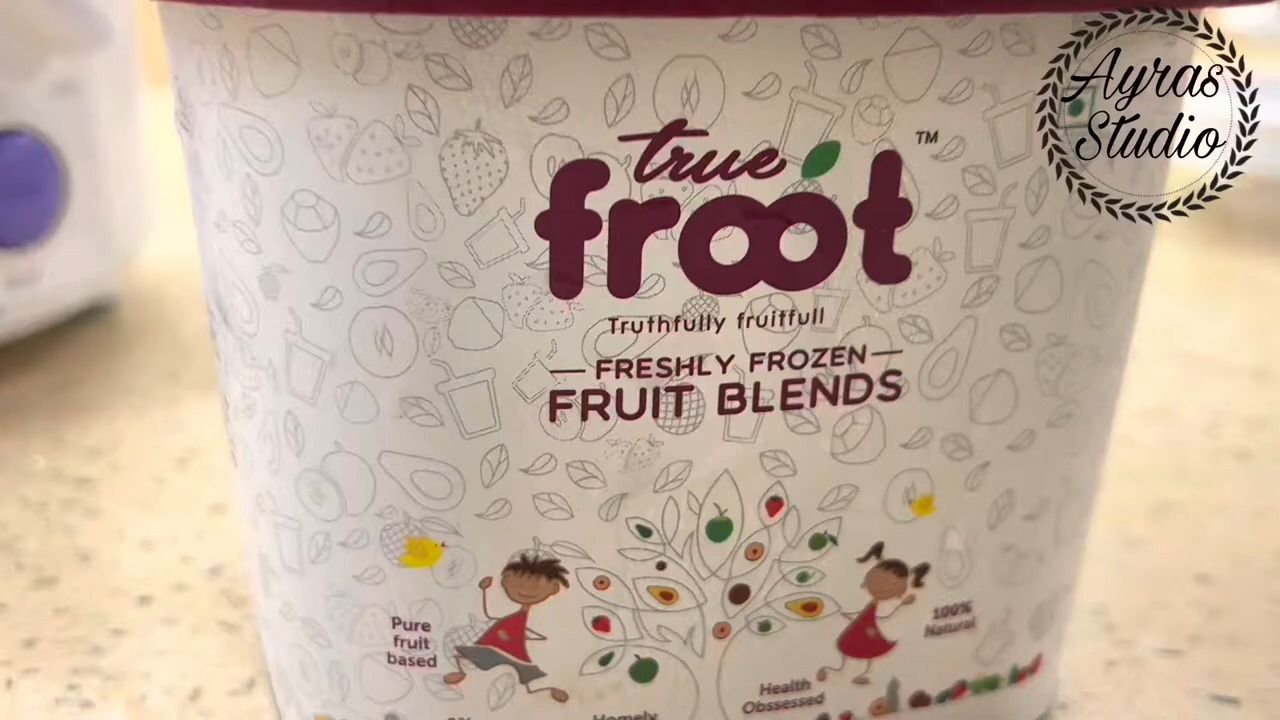 Ayras
Studio
true
froot
TM
Truthfully fruitfull
FRESHLY FROZEN
FRUIT BLENDS
Pure
fruit
based
100%
Natural
Health
Obssessed
Homely